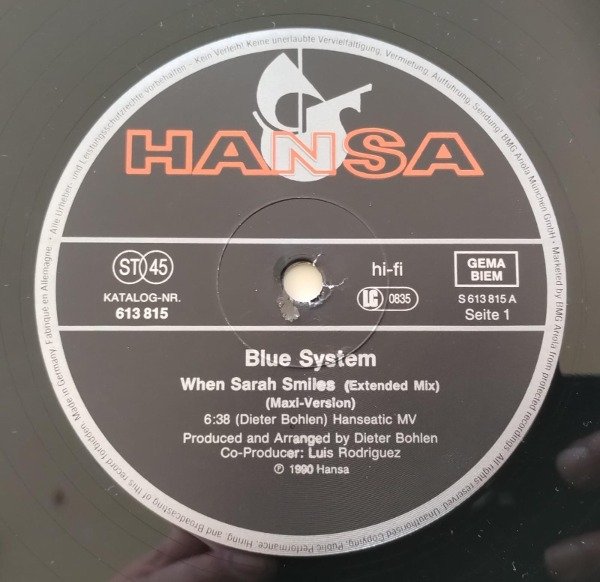 HANSA
ST 45
KATALOG-NR.
613 815
hi-fi
LC 0835
GEMA
BIEM
S 613 815 A
Seite 1
Blue System
When Sarah Smiles (Extended Mix)
(Maxi-Version)
6:38 (Dieter Bohlen) Hanseatic MV
Produced and Arranged by Dieter Bohlen
Co-Producer: Luis Rodriguez
℗ 1990 Hansa
· Alle Urheber- und Leistungsschutzrechte vorbehalten - Kein Verleih! Keine unerlaubte Vervielfältigung, Vermietung, Aufführung, Sendung! BMG Ariola München GmbH · Marketed by BMG Ariola from protected recordings. All rights reserved. Unauthorised Copying, Public Performance, Hiring and Broadcasting of this record forbidden. Made in Germany. Fabriqué en Allemagne.